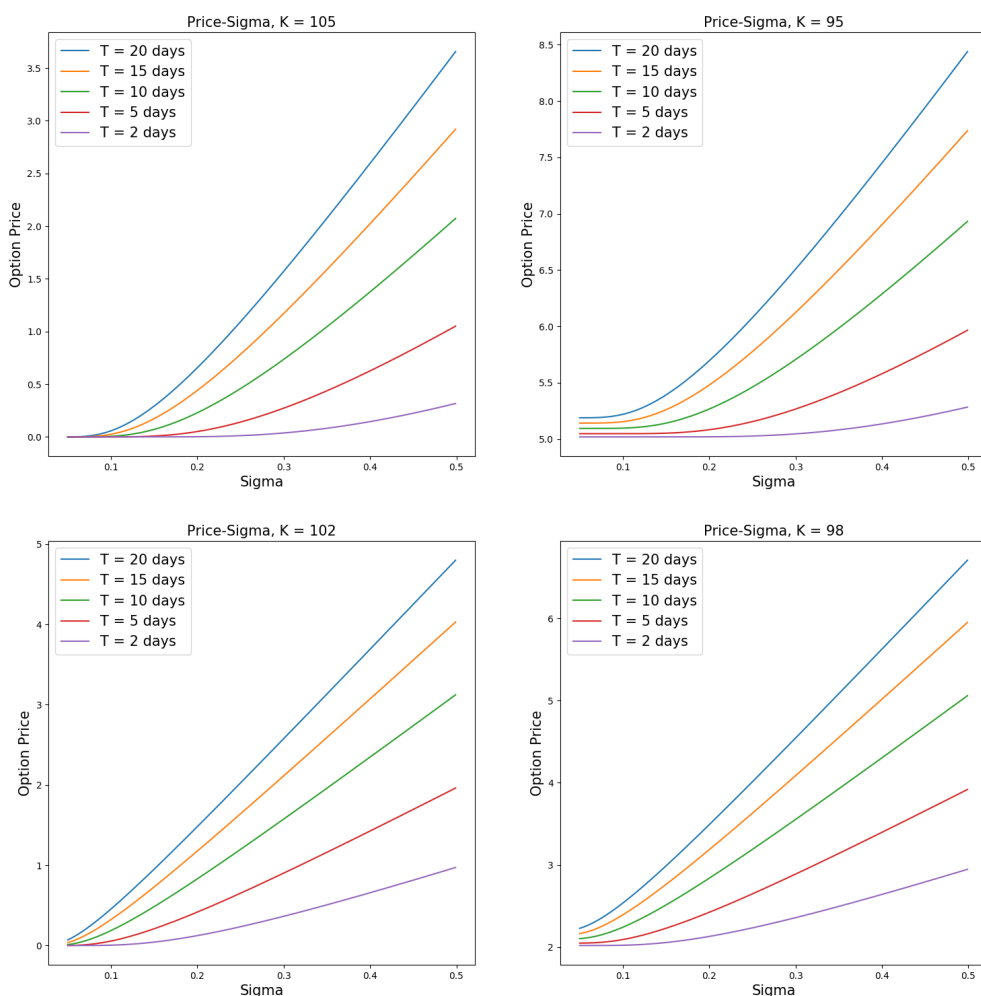 Price-Sigma, K = 105
T = 20 days
T = 15 days
T = 10 days
T = 5 days
T = 2 days
Option Price
3.5
3.0
2.5
2.0
1.5
1.0
0.5
0.0
0.1
0.2
0.3
0.4
0.5
Sigma
Price-Sigma, K = 95
T = 20 days
T = 15 days
T = 10 days
T = 5 days
T = 2 days
Option Price
8.5
8.0
7.5
7.0
6.5
6.0
5.5
5.0
0.1
0.2
0.3
0.4
0.5
Sigma
Price-Sigma, K = 102
T = 20 days
T = 15 days
T = 10 days
T = 5 days
T = 2 days
Option Price
5
4
3
2
1
0
0.1
0.2
0.3
0.4
0.5
Sigma
Price-Sigma, K = 98
T = 20 days
T = 15 days
T = 10 days
T = 5 days
T = 2 days
Option Price
6
5
4
3
2
0.1
0.2
0.3
0.4
0.5
Sigma